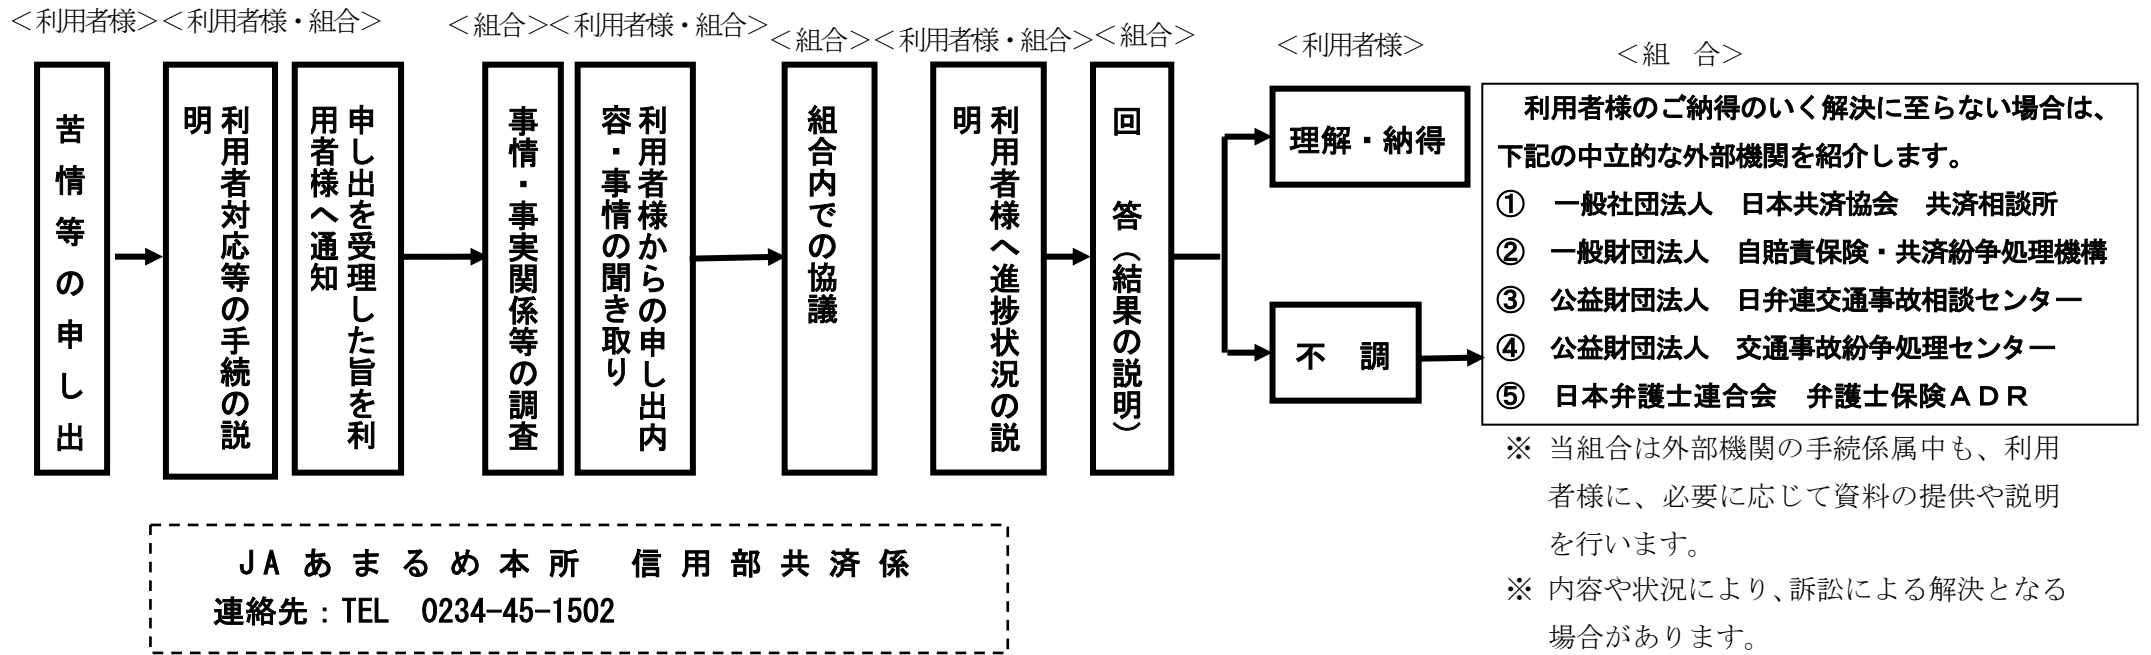 ＜利用者様＞
＜利用者様・組合＞
＜組合＞
＜利用者様・組合＞
＜組合＞
＜利用者様・組合＞
＜組合＞
＜利用者様＞
＜組　合＞
苦情等の申し出
利用者対応等の手続の説
明
申し出を受理した旨を利
用者様へ通知
事情・事実関係等の調査
利用者様からの申し出内
容・事情の聞き取り
組合内での協議
利用者様へ進捗状況の説
明
回　答（結果の説明）
理解・納得
不　調
利用者様のご納得のいく解決に至らない場合は、
下記の中立的な外部機関を紹介します。
①　一般社団法人　日本共済協会　共済相談所
②　一般財団法人　自賠責保険・共済紛争処理機構
③　公益財団法人　日弁連交通事故相談センター
④　公益財団法人　交通事故紛争処理センター
⑤　日本弁護士連合会　弁護士保険ＡＤＲ
※ 当組合は外部機関の手続係属中も、利用
者様に、必要に応じて資料の提供や説明
を行います。
※ 内容や状況により、訴訟による解決となる
場合があります。
JAあまるめ本所　信用部共済係
連絡先：TEL　0234-45-1502